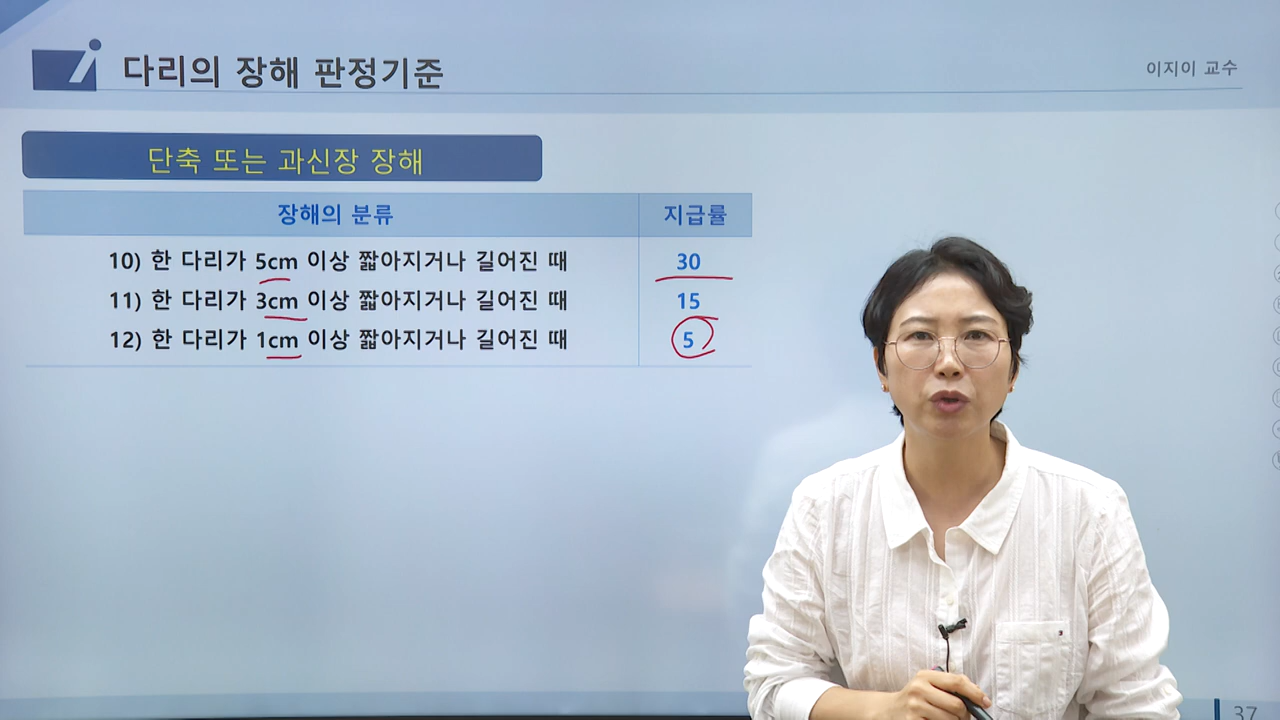 다리의 장해 판정기준
이지이 교수
단축 또는 과신장 장해
장해의 분류 지급률
10) 한 다리가 5cm 이상 짧아지거나 길어진 때 30
11) 한 다리가 3cm 이상 짧아지거나 길어진 때 15
12) 한 다리가 1cm 이상 짧아지거나 길어진 때 5
37